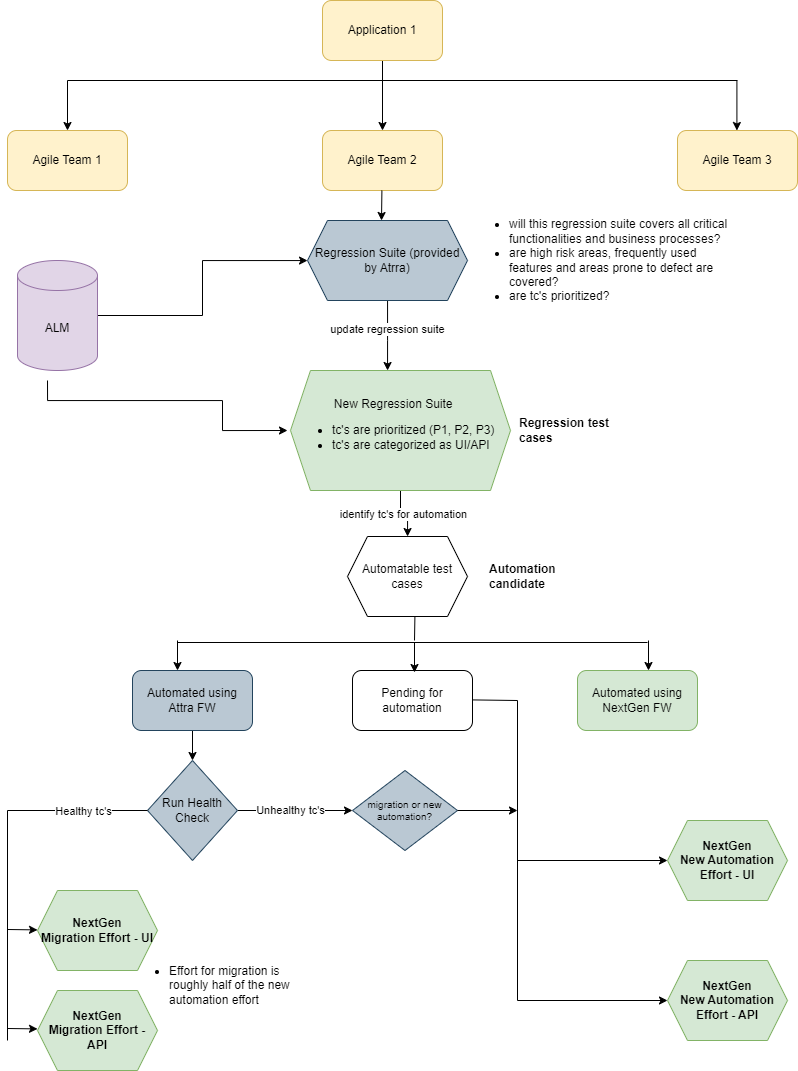 Application 1
Agile Team 1
Agile Team 2
Agile Team 3
Regression Suite (provided
by Atrra)
• will this regression suite covers all critical
functionalities and business processes?
• are high risk areas, frequently used
features and areas prone to defect are
covered?
• are tc's prioritized?
ALM
update regression suite
New Regression Suite
• tc's are prioritized (P1, P2, P3)
• tc's are categorized as UI/API
Regression test
cases
identify tc's for automation
Automatable test
cases
Automation
candidate
Automated using
Attra FW
Pending for
automation
Automated using
NextGen FW
Healthy tc's
Run Health
Check
Unhealthy tc's
migration or new
automation?
NextGen
New Automation
Effort - UI
NextGen
Migration Effort - UI
• Effort for migration is
roughly half of the new
automation effort
NextGen
New Automation
Effort - API
NextGen
Migration Effort -
API